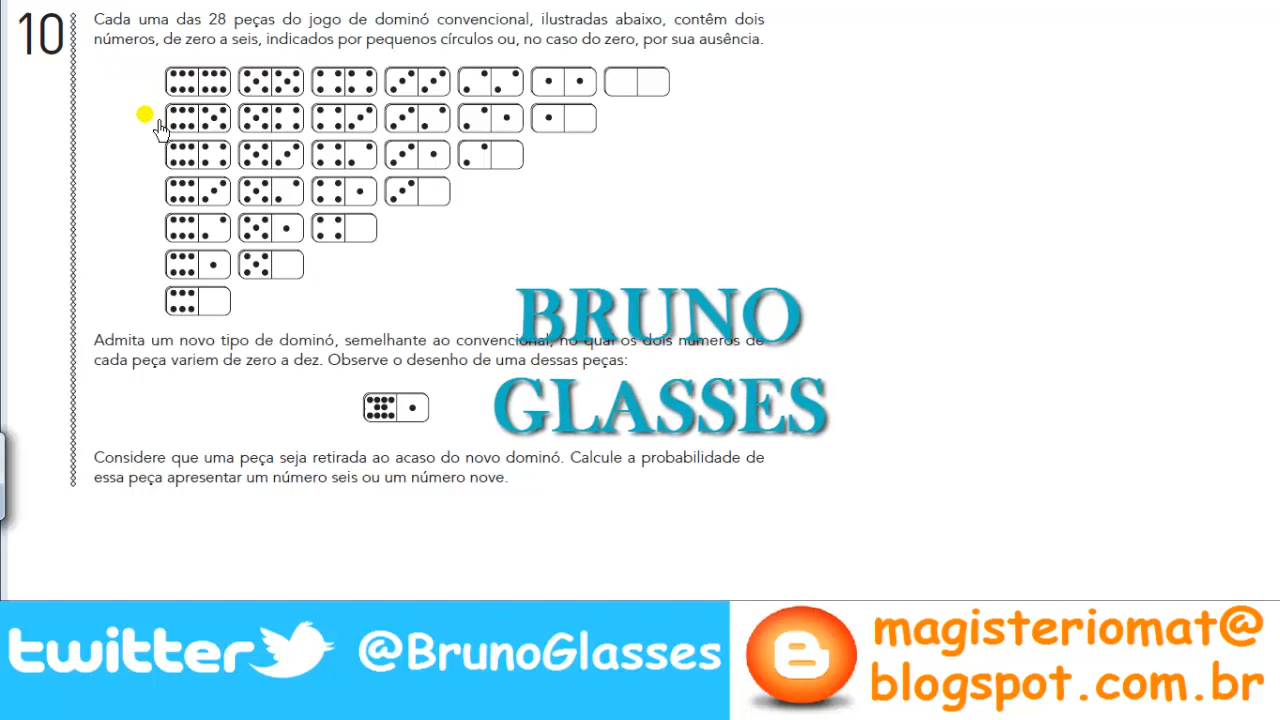 10
Cada uma das 28 peças do jogo de dominó convencional, ilustradas abaixo, contêm dois
números, de zero a seis, indicados por pequenos círculos ou, no caso do zero, por sua ausência.
Admita um novo tipo de dominó, semelhante ao convencional, no qual os dois números de
cada peça variem de zero a dez. Observe o desenho de uma dessas peças:
BRUNO
GLASSES
Considere que uma peça seja retirada ao acaso do novo dominó. Calcule a probabilidade de
essa peça apresentar um número seis ou um número nove.
twitter @BrunoGlasses
magisteriomat@
blogspot.com.br